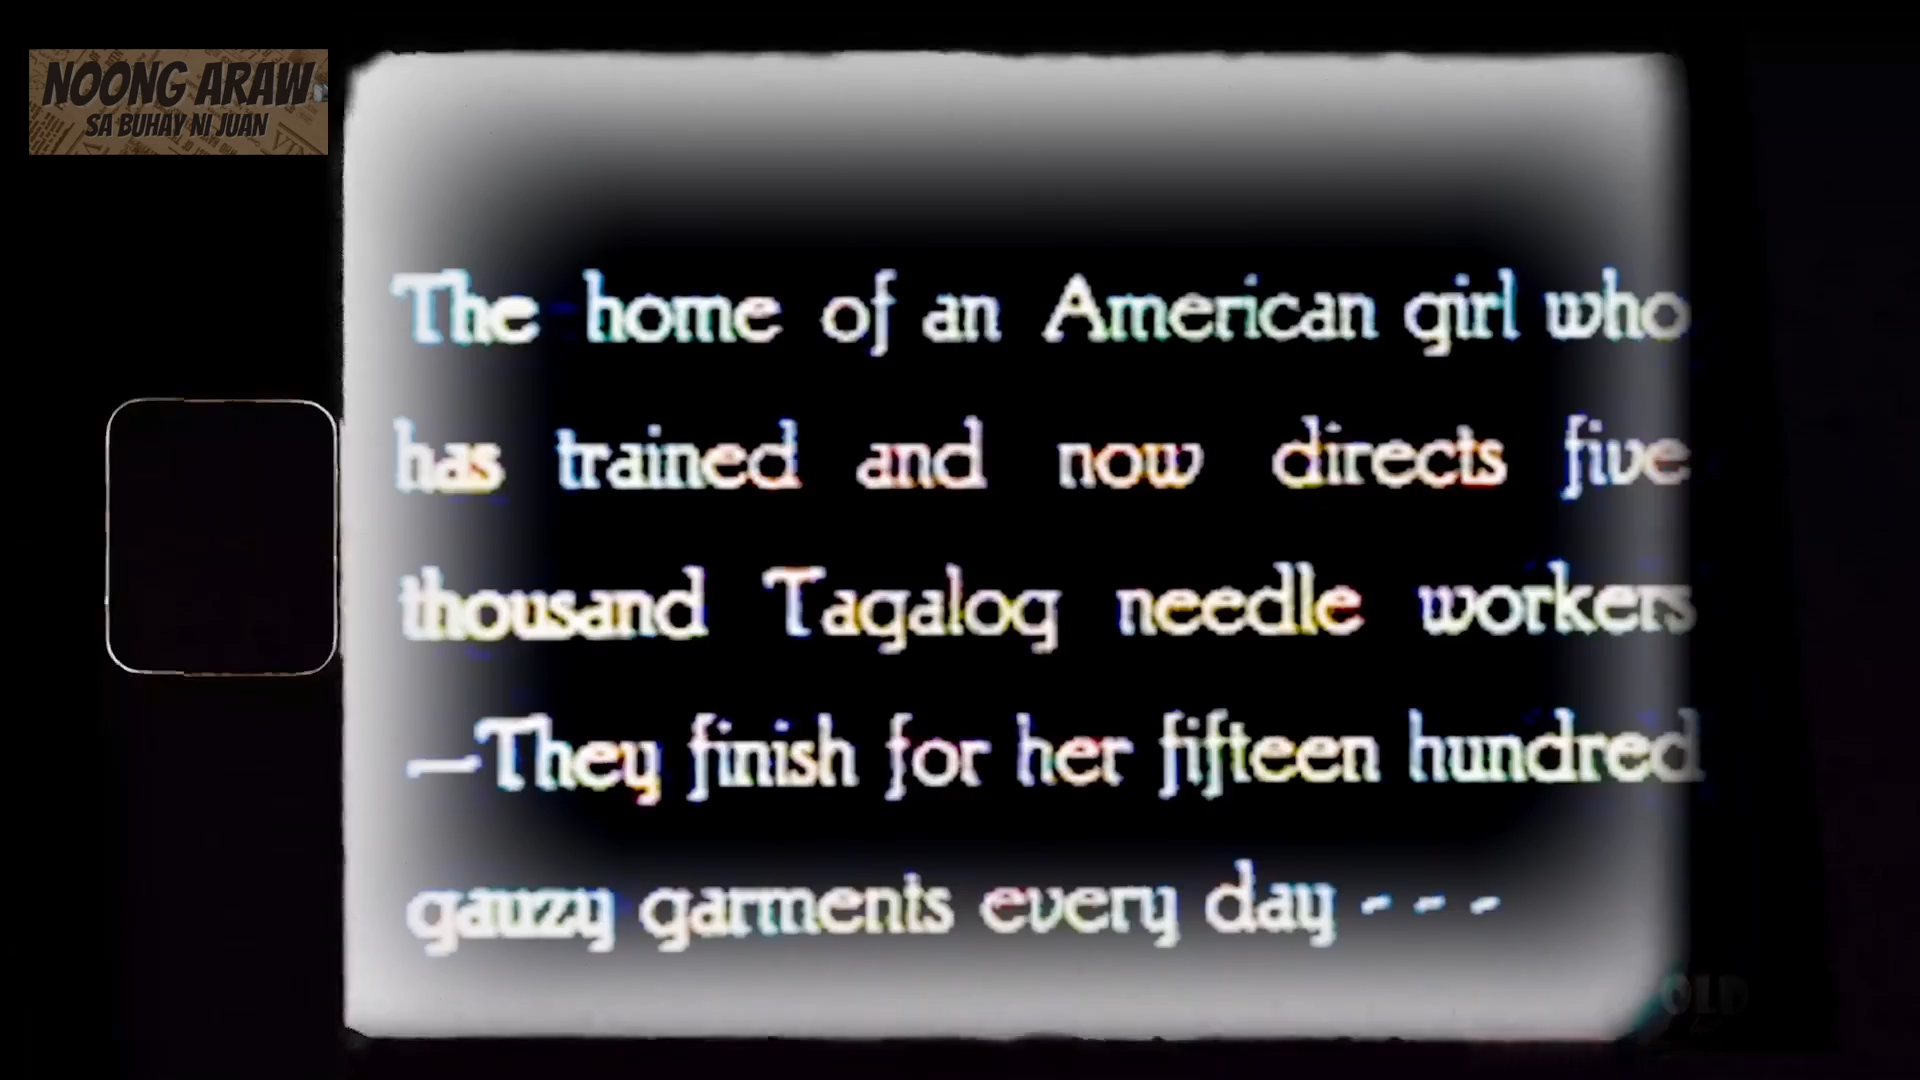 NOONG ARAW
SA BUHAY NI JUAN
The home of an American girl who
has trained and now directs five
thousand Tagalog needle workers
—They finish for her fifteen hundred
gauzy garments every day - - -
OLD